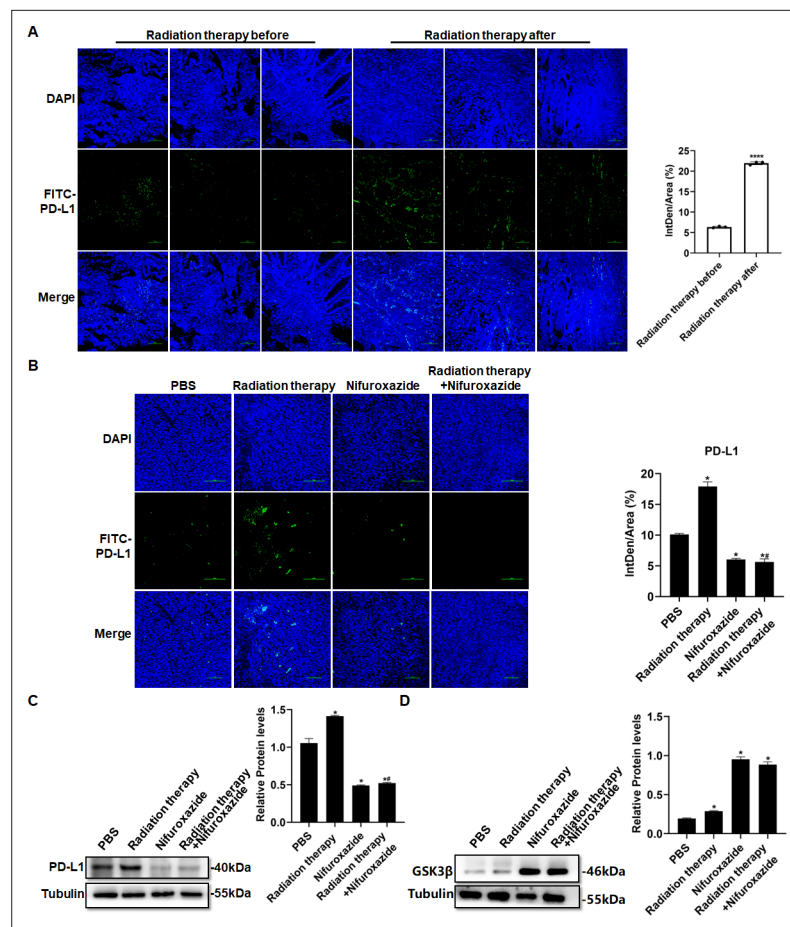 A
Radiation therapy before
Radiation therapy after
DAPI
FITC-
PD-L1
Merge
IntDen/Area (%)
25
20
15
10
5
0
****
Radiation therapy before
Radiation therapy after
B
PBS
Radiation therapy
Nifuroxazide
Radiation therapy
+Nifuroxazide
DAPI
FITC-
PD-L1
Merge
PD-L1
IntDen/Area (%)
20
15
10
5
0
*
*
*#
PBS
Radiation therapy
Nifuroxazide
Radiation therapy
+Nifuroxazide
C
PBS
Radiation therapy
Nifuroxazide
Radiation therapy
+Nifuroxazide
PD-L1
-40kDa
Tubulin
-55kDa
Relative Protein levels
1.5
1.0
0.5
0.0
*
*
*#
PBS
Radiation therapy
Nifuroxazide
Radiation therapy
+Nifuroxazide
D
PBS
Radiation therapy
Nifuroxazide
Radiation therapy
+Nifuroxazide
GSK3β
-46kDa
Tubulin
-55kDa
Relative Protein levels
1.5
1.0
0.5
0.0
*
*
*
PBS
Radiation therapy
Nifuroxazide
Radiation therapy
+Nifuroxazide